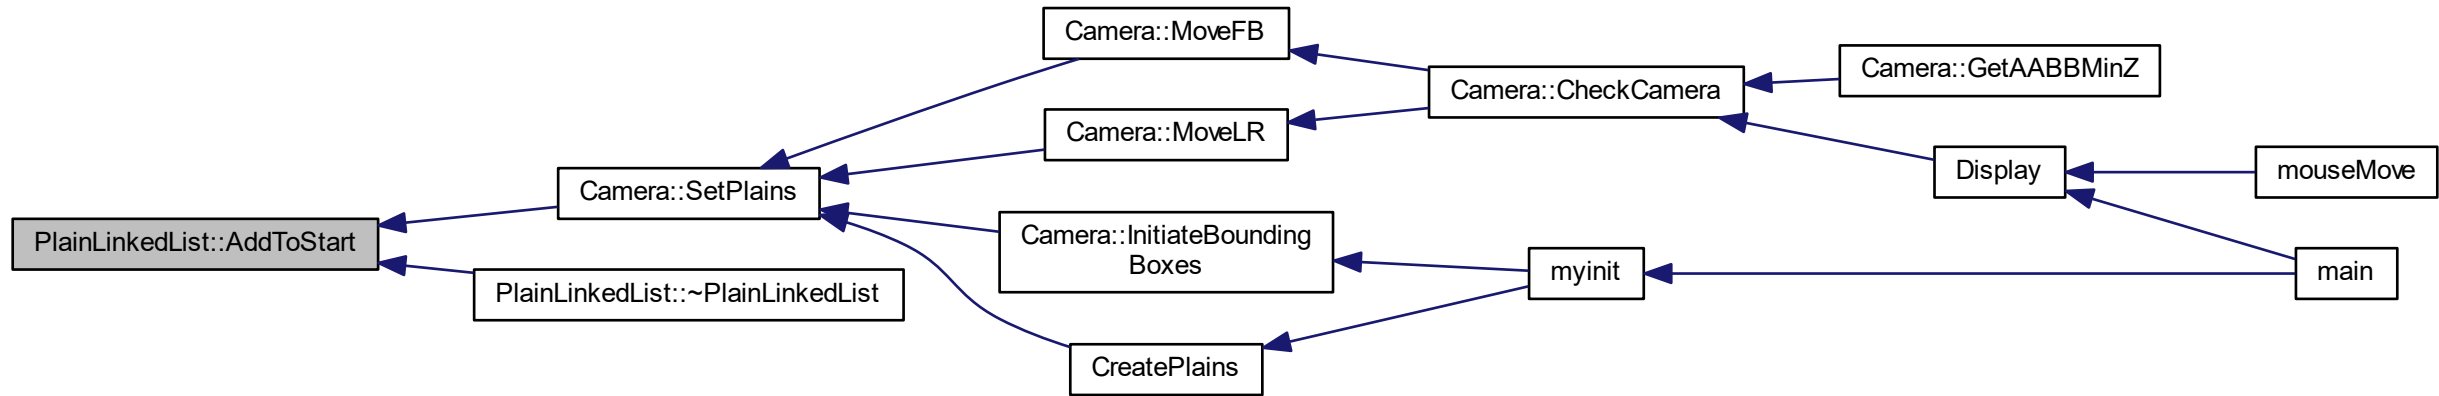 Camera::MoveFB
Camera::GetAABBMinZ
Camera::CheckCamera
Camera::MoveLR
Display
mouseMove
Camera::SetPlains
PlainLinkedList::AddToStart
Camera::InitiateBounding
Boxes
myinit
main
PlainLinkedList::~PlainLinkedList
CreatePlains